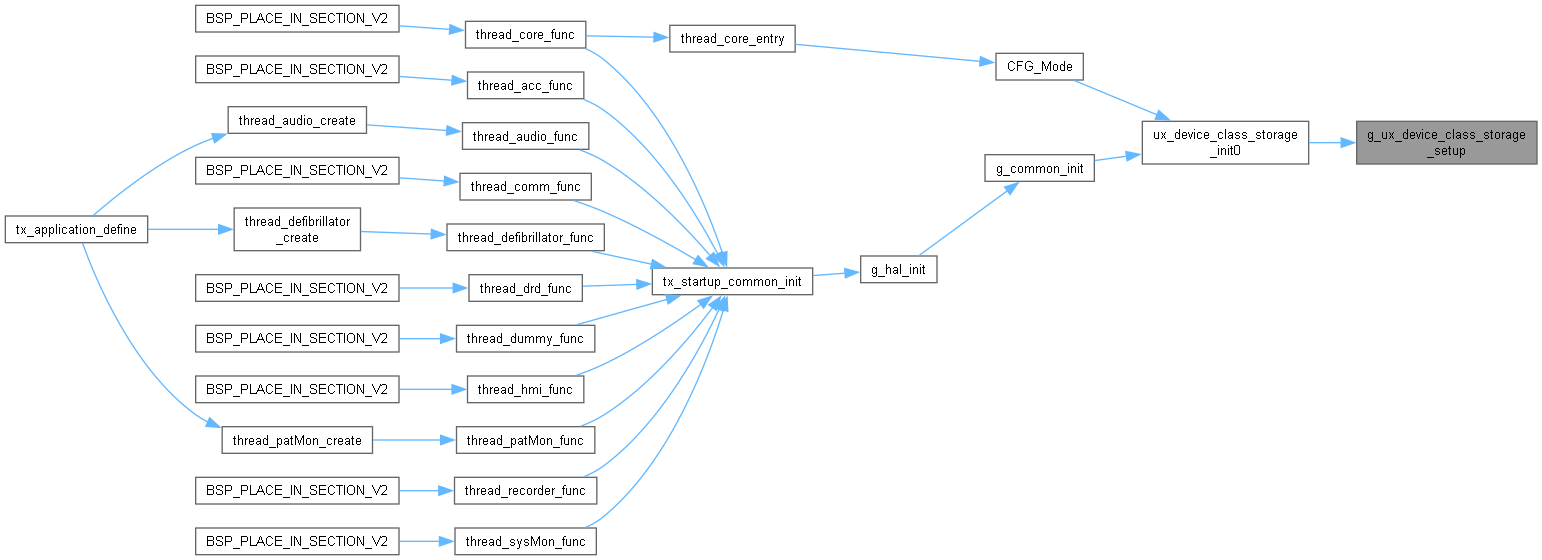 BSP_PLACE_IN_SECTION_V2
thread_core_func
thread_core_entry
CFG_Mode
BSP_PLACE_IN_SECTION_V2
thread_acc_func
thread_audio_create
thread_audio_func
ux_device_class_storage
_init0
g_ux_device_class_storage
_setup
BSP_PLACE_IN_SECTION_V2
thread_comm_func
g_common_init
tx_application_define
thread_defibrillator
_create
thread_defibrillator_func
BSP_PLACE_IN_SECTION_V2
thread_drd_func
tx_startup_common_init
g_hal_init
BSP_PLACE_IN_SECTION_V2
thread_dummy_func
BSP_PLACE_IN_SECTION_V2
thread_hmi_func
thread_patMon_create
thread_patMon_func
BSP_PLACE_IN_SECTION_V2
thread_recorder_func
BSP_PLACE_IN_SECTION_V2
thread_sysMon_func